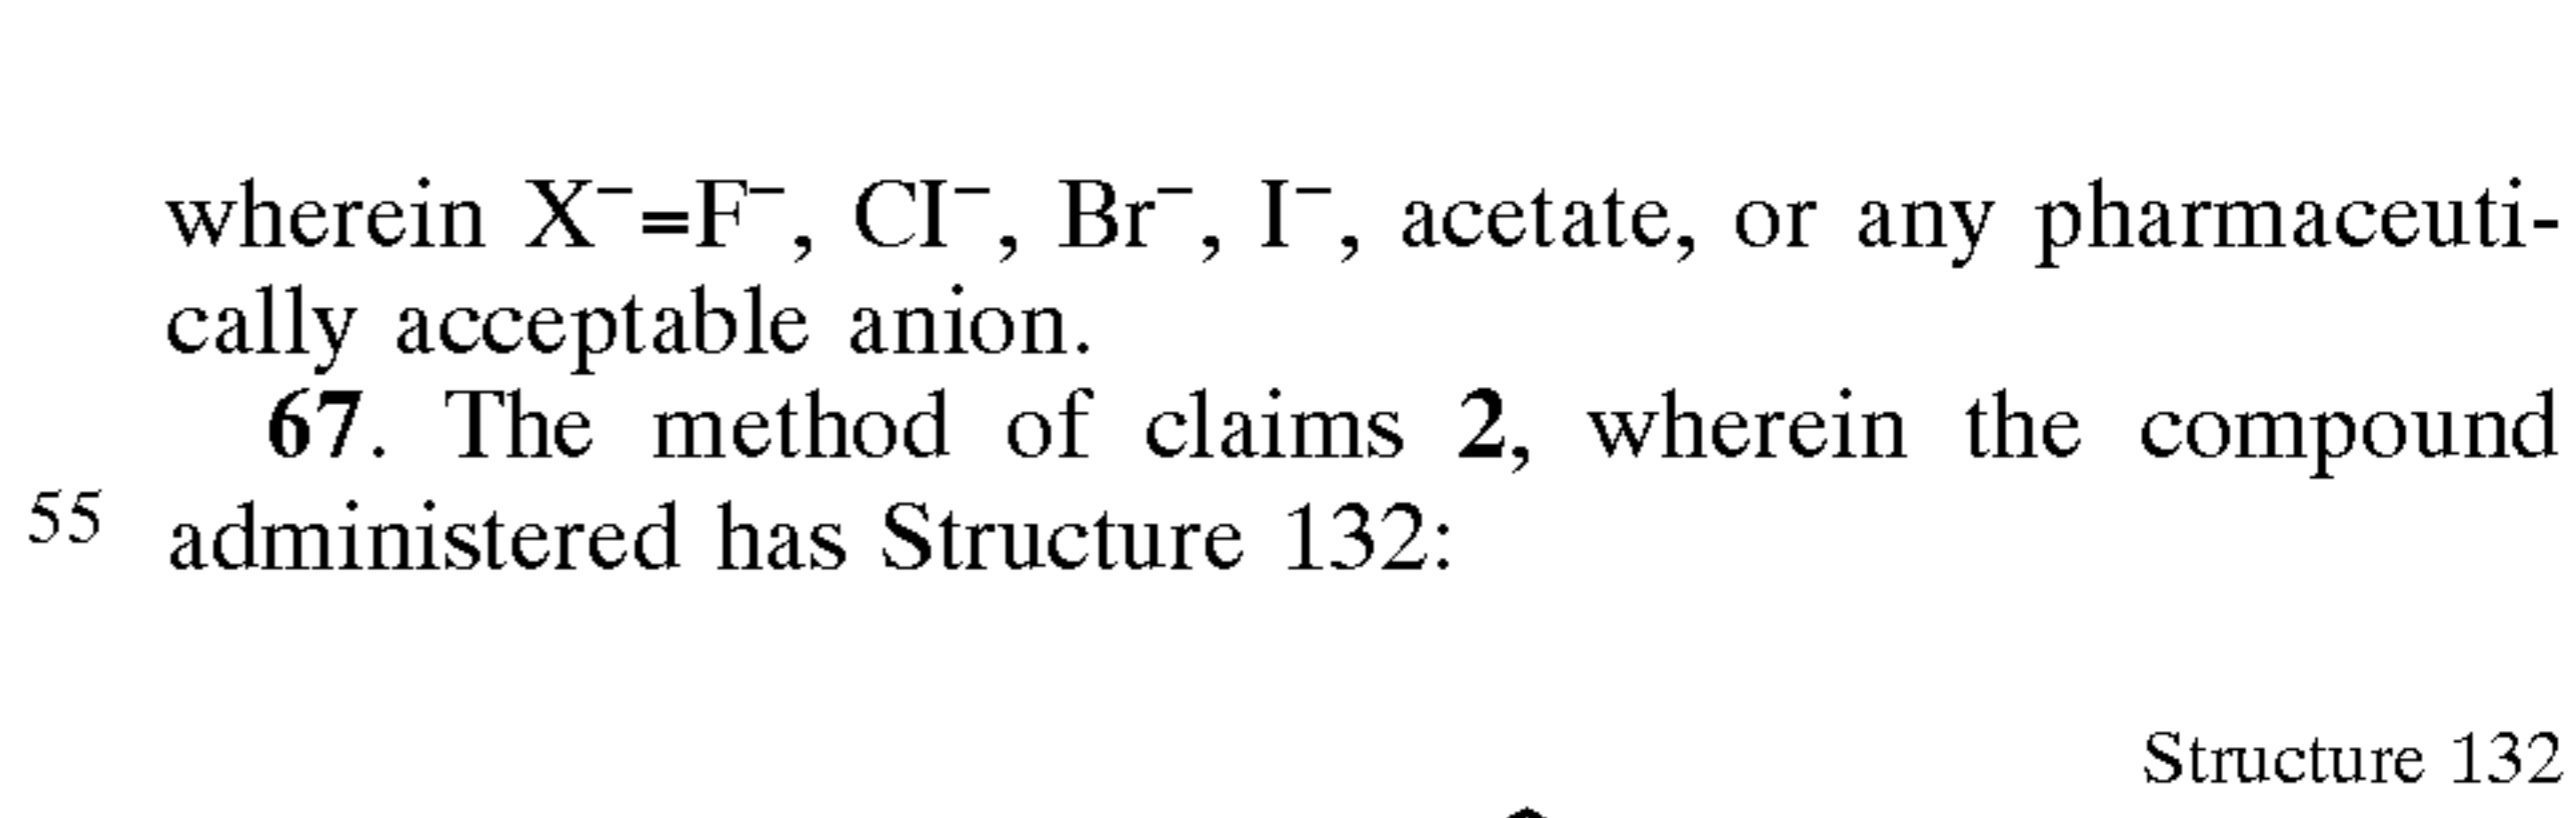 wherein X⁻=F⁻, CI⁻, Br⁻, I⁻, acetate, or any pharmaceuti-
cally acceptable anion.
67. The method of claims 2, wherein the compound
55 administered has Structure 132:
Structure 132